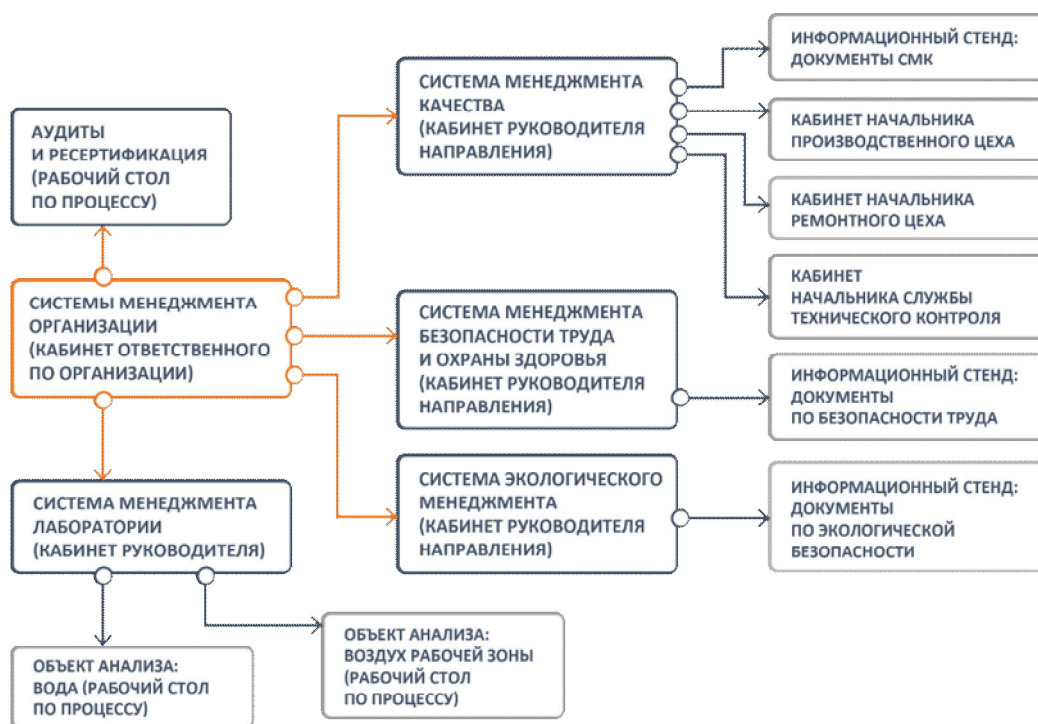 АУДИТЫ
И РЕСЕРТИФИКАЦИЯ
(РАБОЧИЙ СТОЛ
ПО ПРОЦЕССУ)
СИСТЕМЫ МЕНЕДЖМЕНТА
ОРГАНИЗАЦИИ
(КАБИНЕТ ОТВЕТСТВЕННОГО
ПО ОРГАНИЗАЦИИ)
СИСТЕМА МЕНЕДЖМЕНТА
ЛАБОРАТОРИИ
(КАБИНЕТ РУКОВОДИТЕЛЯ)
ОБЪЕКТ АНАЛИЗА:
ВОДА (РАБОЧИЙ СТОЛ
ПО ПРОЦЕССУ)
ОБЪЕКТ АНАЛИЗА:
ВОЗДУХ РАБОЧЕЙ ЗОНЫ
(РАБОЧИЙ СТОЛ
ПО ПРОЦЕССУ)
СИСТЕМА МЕНЕДЖМЕНТА
КАЧЕСТВА
(КАБИНЕТ РУКОВОДИТЕЛЯ
НАПРАВЛЕНИЯ)
СИСТЕМА МЕНЕДЖМЕНТА
БЕЗОПАСНОСТИ ТРУДА
И ОХРАНЫ ЗДОРОВЬЯ
(КАБИНЕТ РУКОВОДИТЕЛЯ
НАПРАВЛЕНИЯ)
СИСТЕМА ЭКОЛОГИЧЕСКОГО
МЕНЕДЖМЕНТА
(КАБИНЕТ РУКОВОДИТЕЛЯ
НАПРАВЛЕНИЯ)
ИНФОРМАЦИОННЫЙ СТЕНД:
ДОКУМЕНТЫ СМК
КАБИНЕТ НАЧАЛЬНИКА
ПРОИЗВОДСТВЕННОГО ЦЕХА
КАБИНЕТ НАЧАЛЬНИКА
РЕМОНТНОГО ЦЕХА
КАБИНЕТ
НАЧАЛЬНИКА СЛУЖБЫ
ТЕХНИЧЕСКОГО КОНТРОЛЯ
ИНФОРМАЦИОННЫЙ СТЕНД:
ДОКУМЕНТЫ
ПО БЕЗОПАСНОСТИ ТРУДА
ИНФОРМАЦИОННЫЙ СТЕНД:
ДОКУМЕНТЫ
ПО ЭКОЛОГИЧЕСКОЙ
БЕЗОПАСНОСТИ